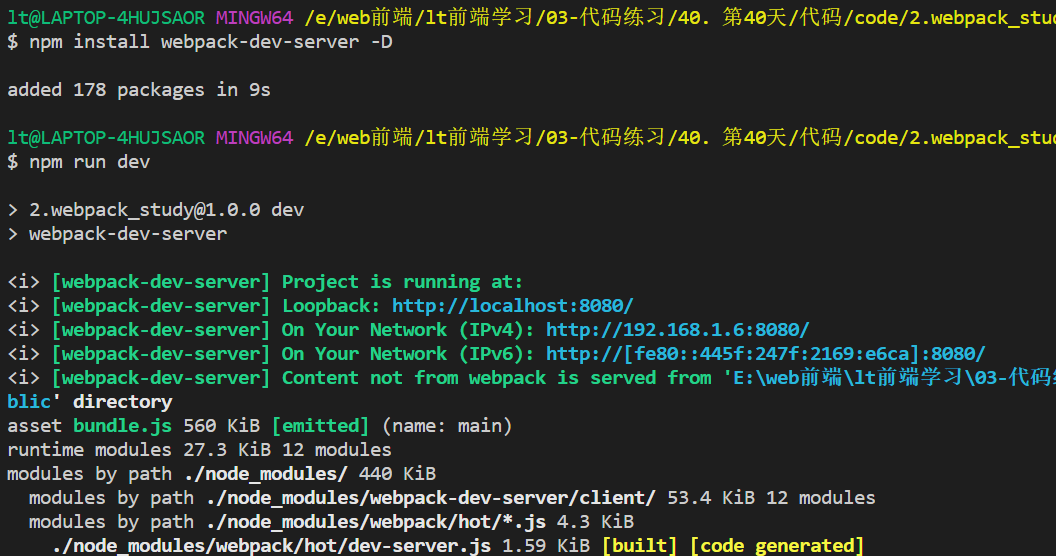 lt@LAPTOP-4HUJSAOR MINGW64 /e/web前端/lt前端学习/03-代码练习/40. 第40天/代码/code/2.webpack_stu
$ npm install webpack-dev-server -D
added 178 packages in 9s
lt@LAPTOP-4HUJSAOR MINGW64 /e/web前端/lt前端学习/03-代码练习/40. 第40天/代码/code/2.webpack_stu
$ npm run dev
> 2.webpack_study@1.0.0 dev
> webpack-dev-server
<i> [webpack-dev-server] Project is running at:
<i> [webpack-dev-server] Loopback: http://localhost:8080/
<i> [webpack-dev-server] On Your Network (IPv4): http://192.168.1.6:8080/
<i> [webpack-dev-server] On Your Network (IPv6): http://[fe80::445f:247f:2169:e6ca]:8080/
<i> [webpack-dev-server] Content not from webpack is served from 'E:\web前端\lt前端学习\03-代码
blic' directory
asset bundle.js 560 KiB [emitted] (name: main)
runtime modules 27.3 KiB 12 modules
modules by path ./node_modules/ 440 KiB
modules by path ./node_modules/webpack-dev-server/client/ 53.4 KiB 12 modules
modules by path ./node_modules/webpack/hot/*.js 4.3 KiB
./node_modules/webpack/hot/dev-server.js 1.59 KiB [built] [code generated]